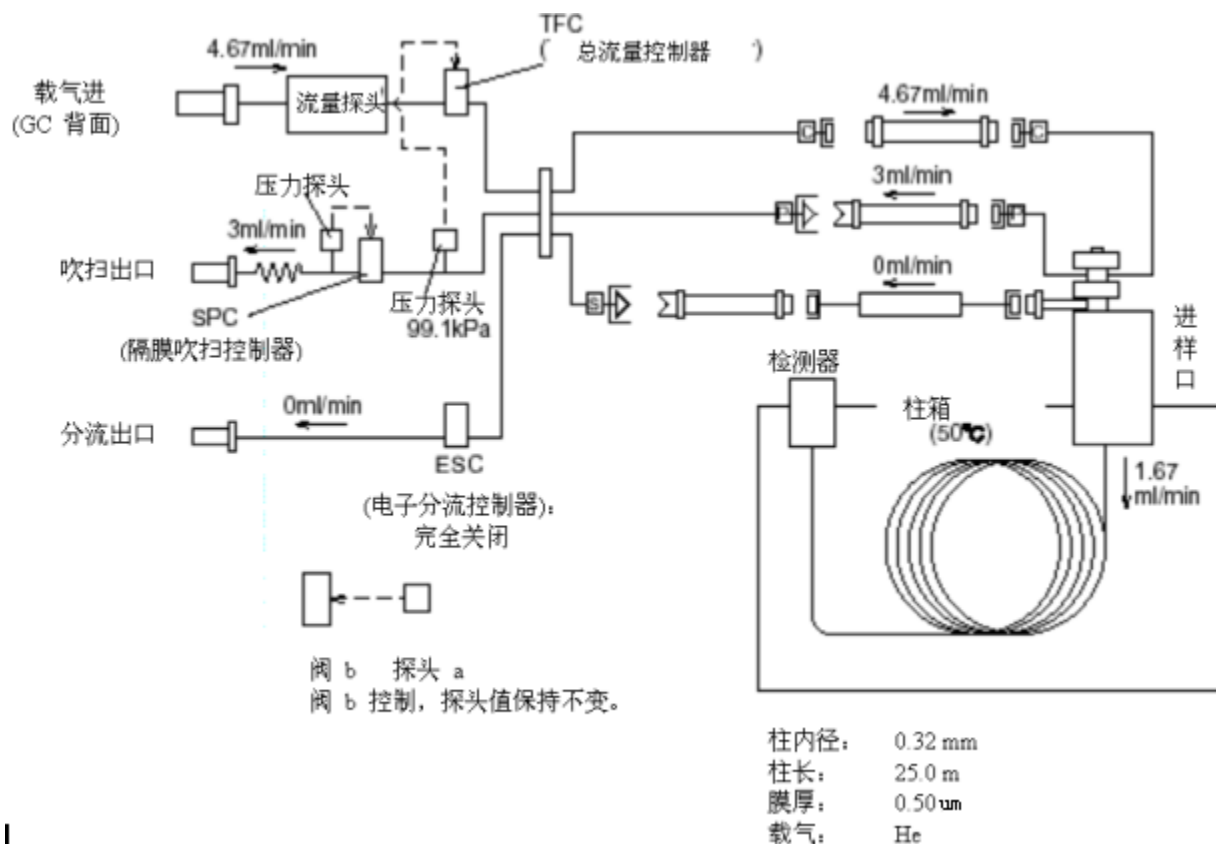 TFC
( 总流量控制器 )
4.67ml/min
载气进
(GC 背面)
流量探头
4.67ml/min
C
C
压力探头
3ml/min
3ml/min
P
P
吹扫出口
SPC
(隔膜吹扫控制器)
压力探头
99.1kPa
0ml/min
S
进样口
检测器
柱箱
(50℃)
0ml/min
分流出口
ESC
(电子分流控制器):
完全关闭
1.67
ml/min
阀 b 探头 a
阀 b 控制，探头值保持不变。
柱内径： 0.32 mm
柱长： 25.0 m
膜厚： 0.50 um
载气： He